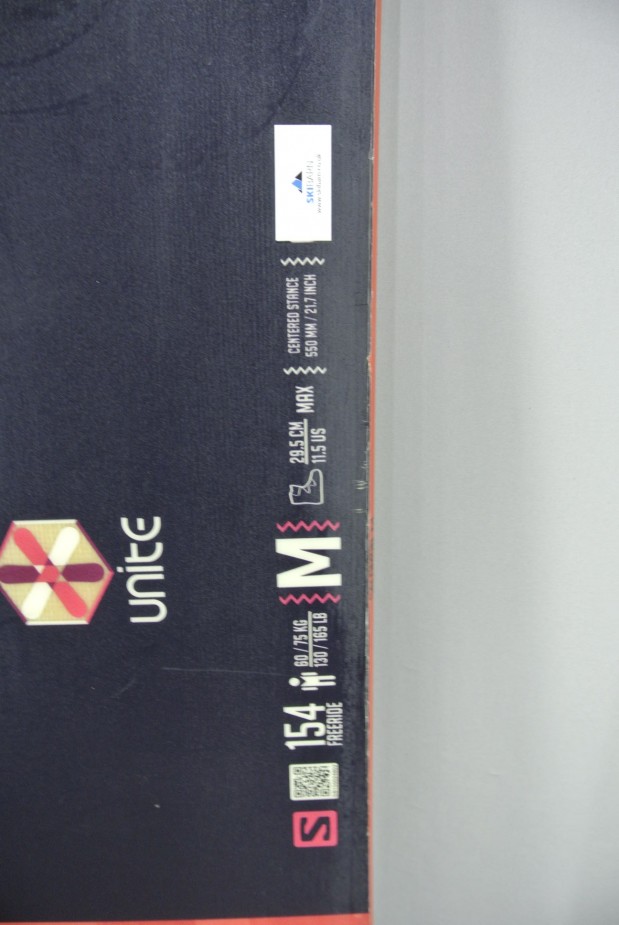 unite
154
FREERIDE
60 / 75 KG
130 / 165 LB
M
29.5 CM
11.5 US
MAX
CENTERED STANCE
550 MM / 21.7 INCH